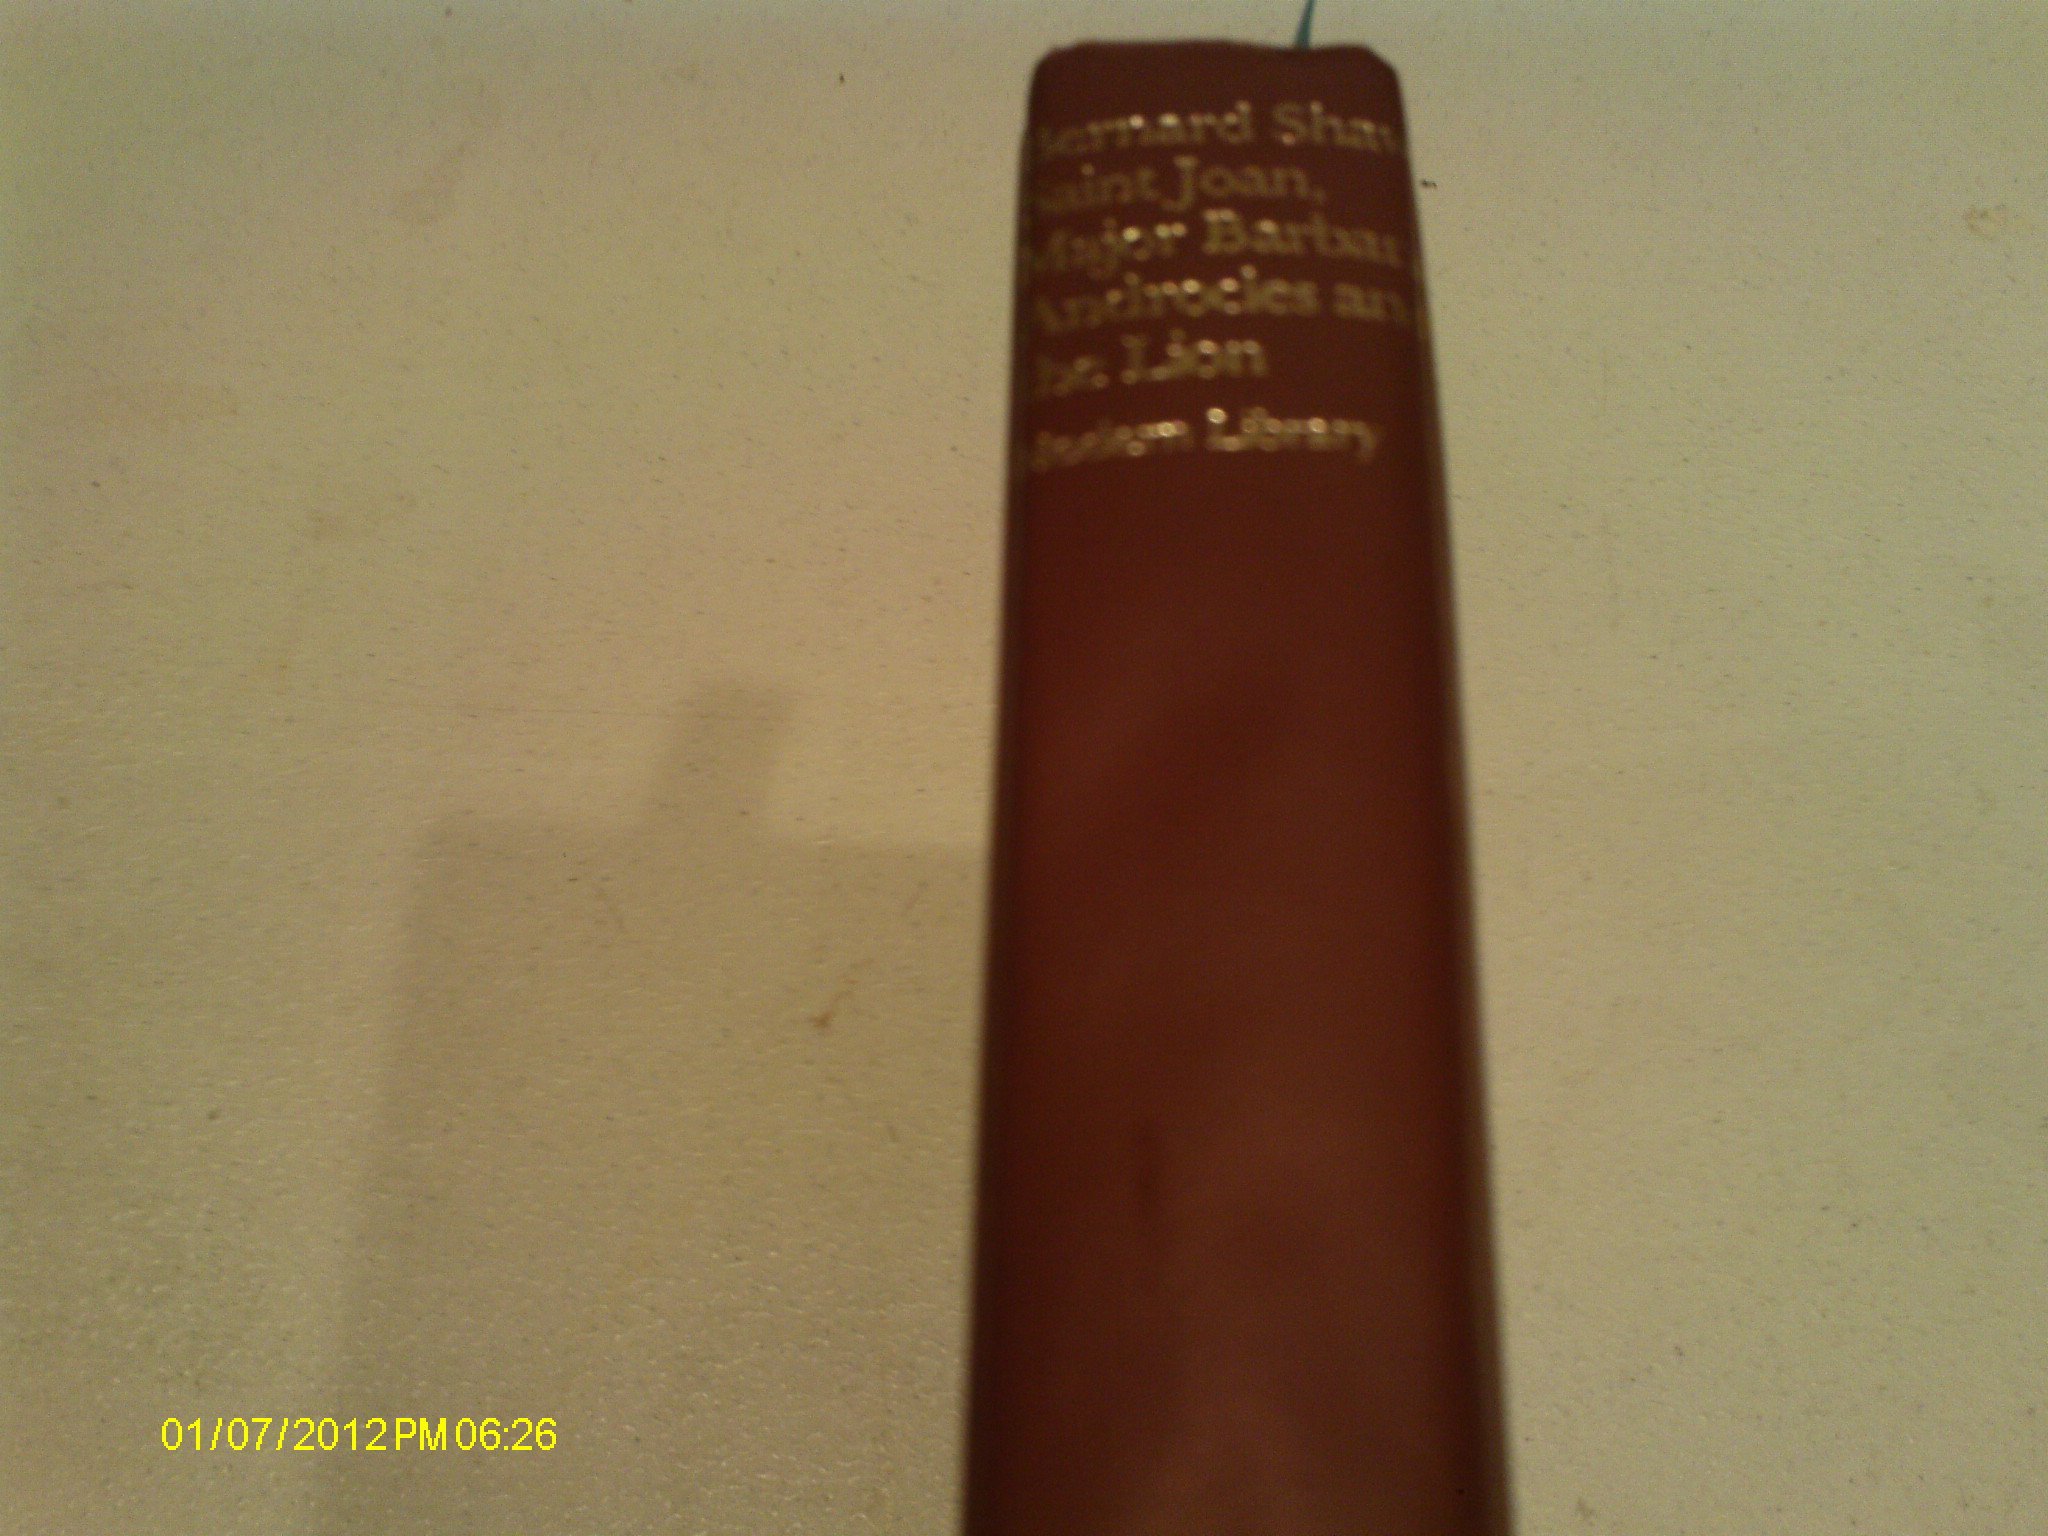 Bernard Shaw
Saint Joan,
Major Barbara
Androcles and
the Lion
Modern Library
01/07/2012 PM 06:26